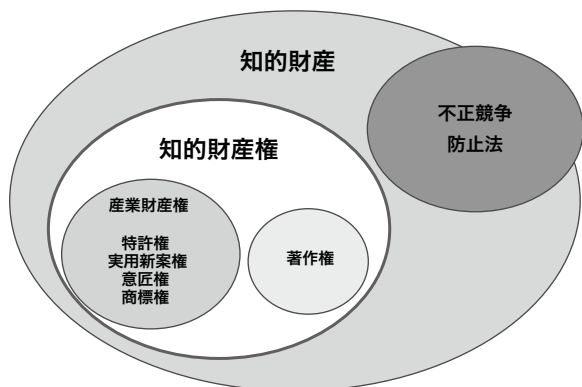 知的財産
不正競争
防止法
知的財産権
産業財産権
特許権
実用新案権
意匠権
商標権
著作権